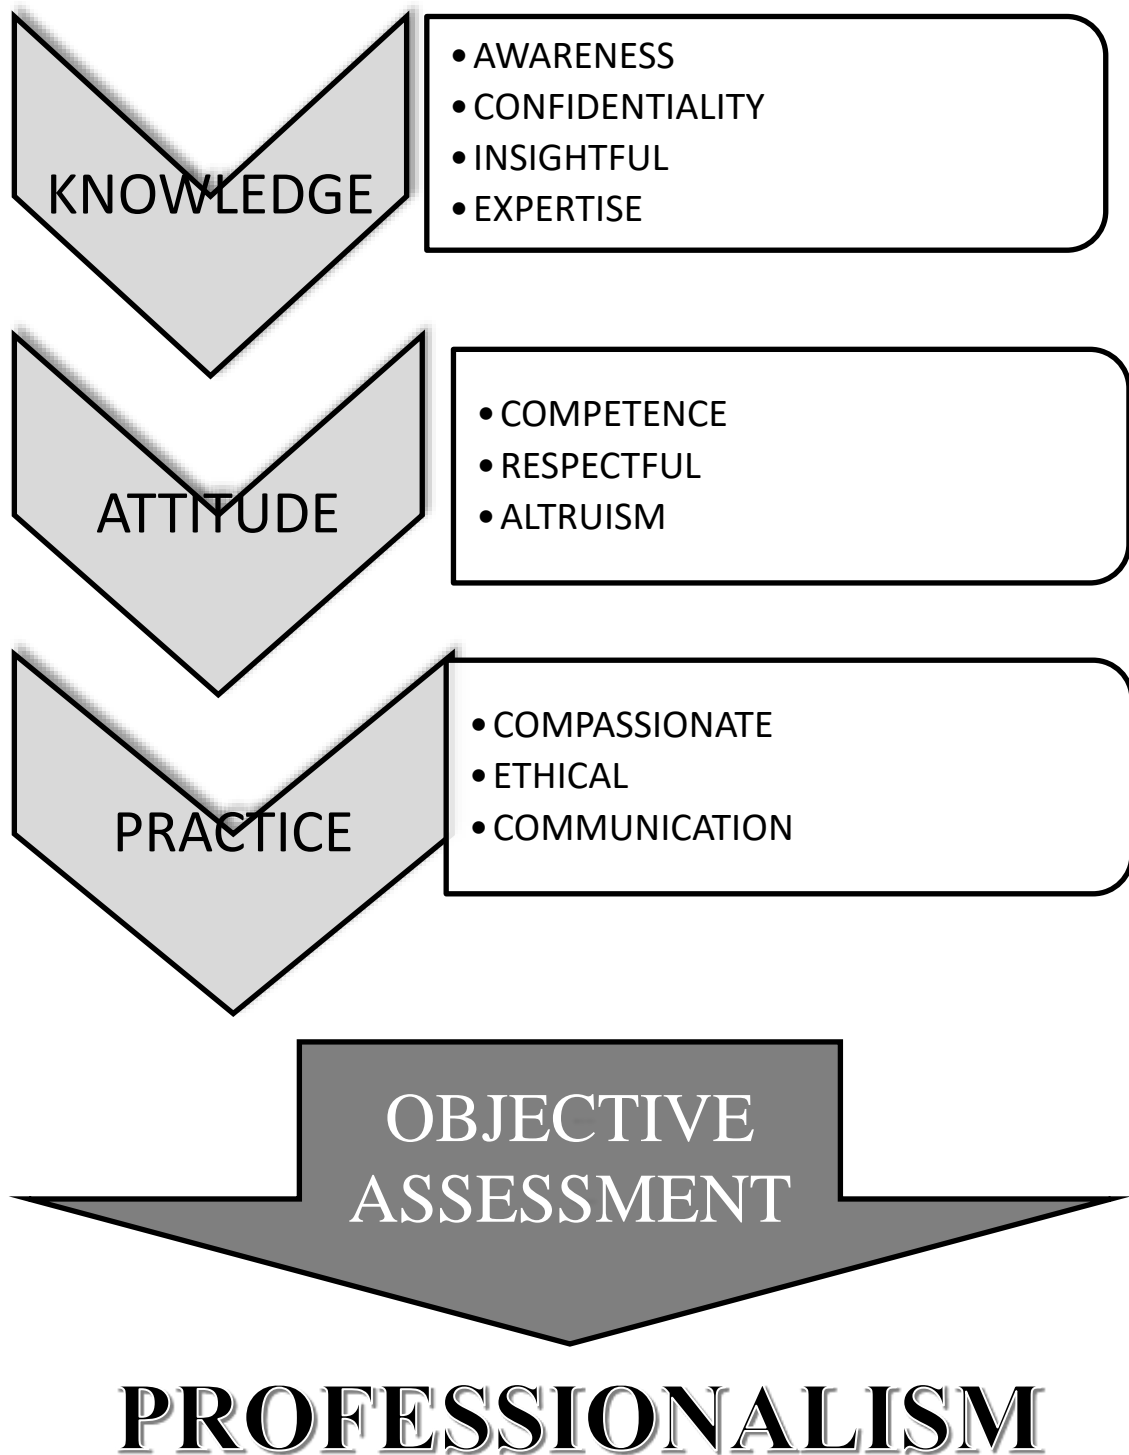 KNOWLEDGE
• AWARENESS
• CONFIDENTIALITY
• INSIGHTFUL
• EXPERTISE
ATTITUDE
• COMPETENCE
• RESPECTFUL
• ALTRUISM
PRACTICE
• COMPASSIONATE
• ETHICAL
• COMMUNICATION
OBJECTIVE
ASSESSMENT
PROFESSIONALISM